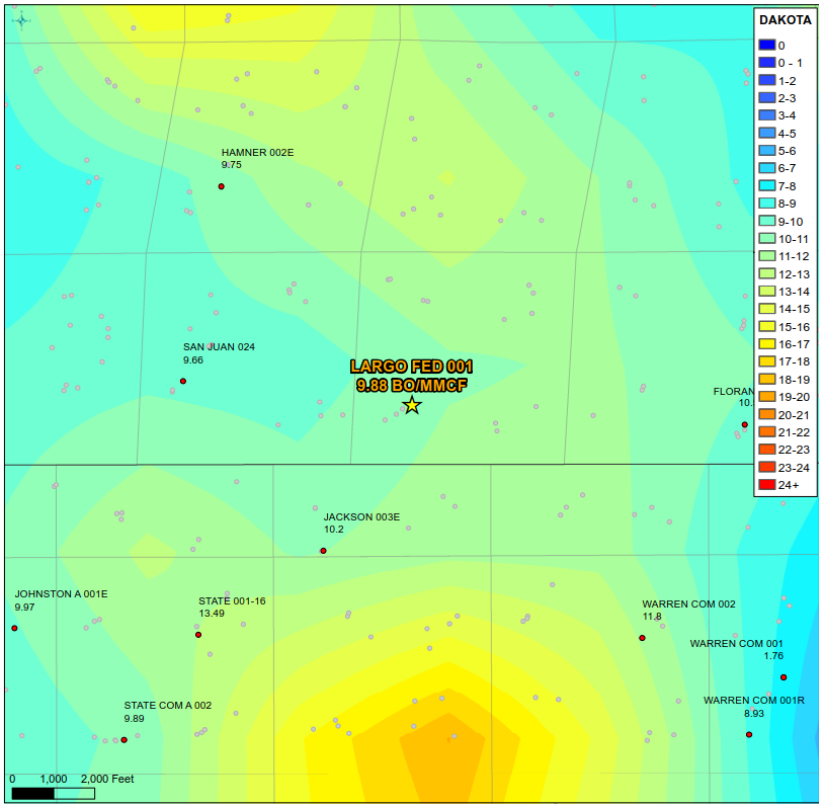 DAKOTA
0
0 - 1
1-2
2-3
3-4
4-5
5-6
6-7
7-8
8-9
9-10
10-11
11-12
12-13
13-14
14-15
15-16
16-17
17-18
18-19
19-20
20-21
21-22
22-23
23-24
24+
HAMNER 002E
9.75
SAN JUAN 024
9.66
LARGO FED 001
9.88 BO/MMCF
FLORAN
10.
JACKSON 003E
10.2
JOHNSTON A 001E
9.97
STATE 001-16
13.49
WARREN COM 002
11.8
WARREN COM 001
1.76
STATE COM A 002
9.89
WARREN COM 001R
8.93
0 1,000 2,000 Feet